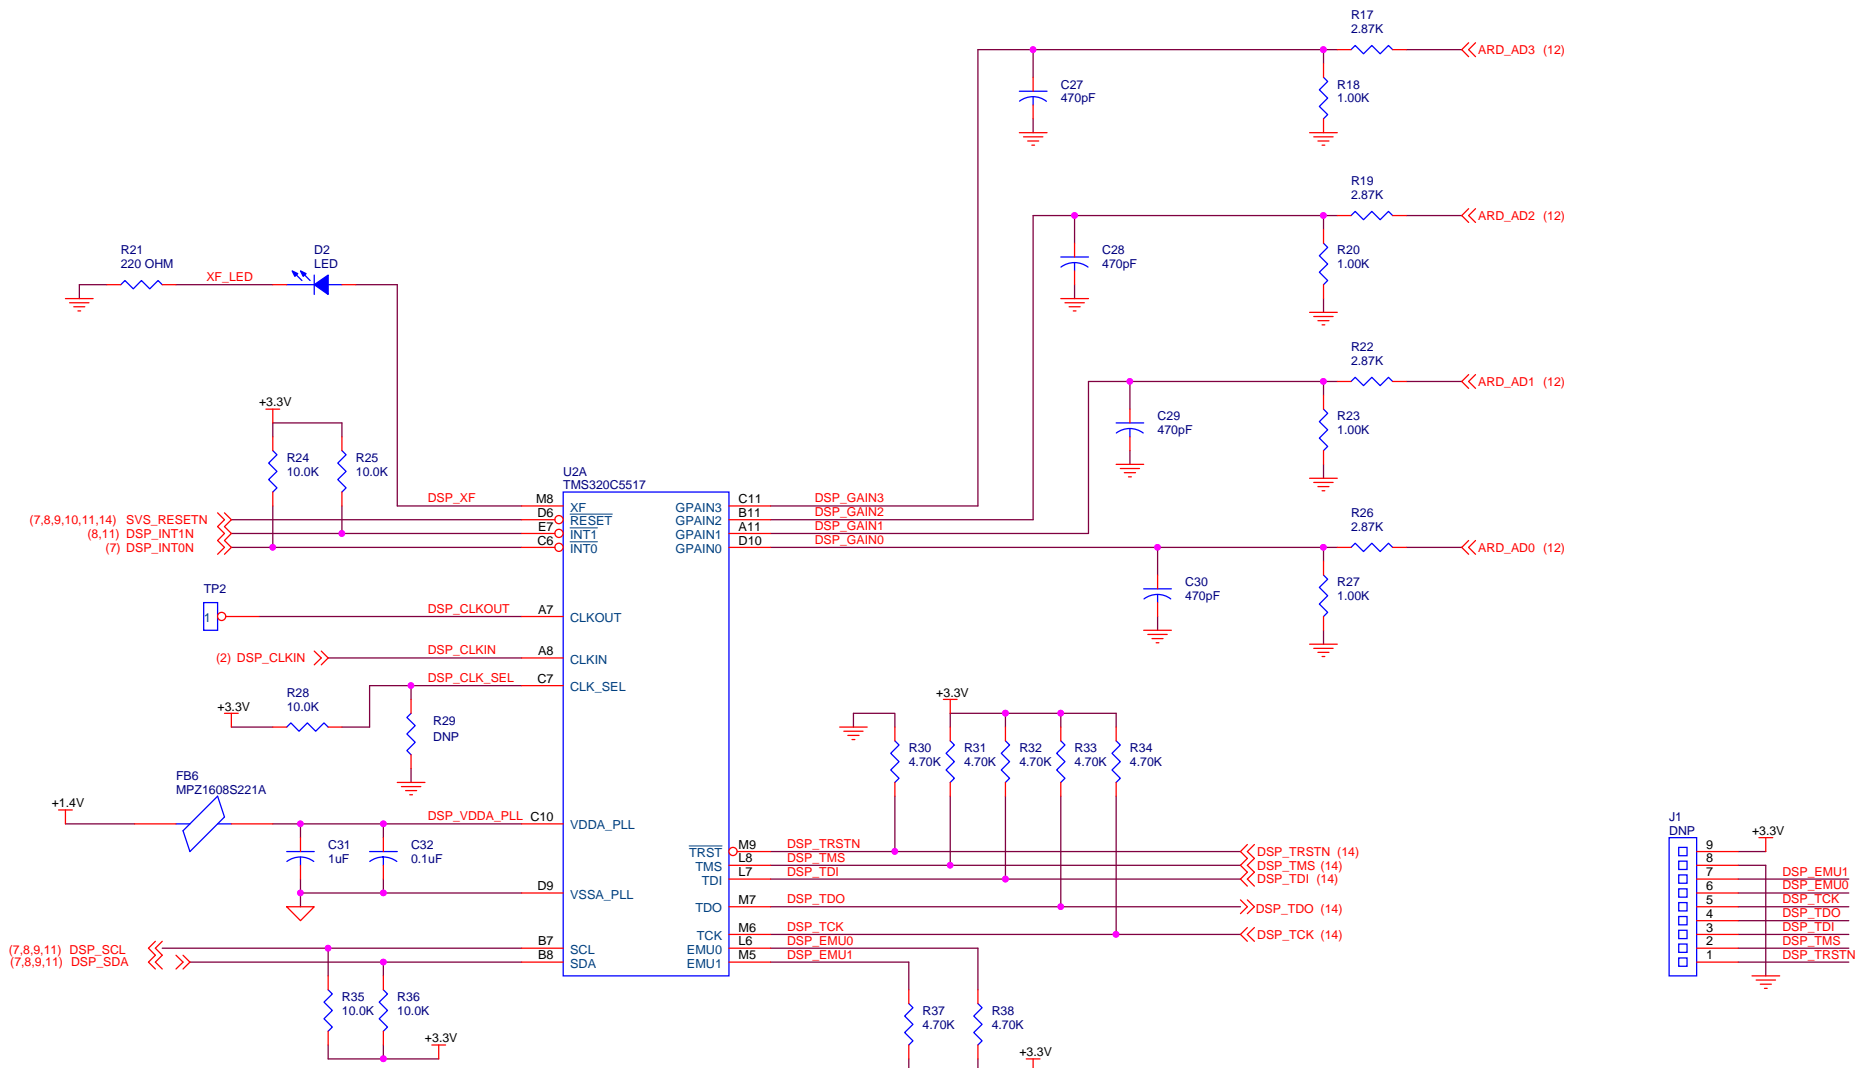 R17
2.87K
ARD_AD3 (12)
C27
470pF
R18
1.00K
R19
2.87K
ARD_AD2 (12)
C28
470pF
R20
1.00K
R21
220 OHM
XF_LED
D2
LED
R22
2.87K
ARD_AD1 (12)
C29
470pF
R23
1.00K
+3.3V
R24
10.0K
R25
10.0K
U2A
TMS320C5517
DSP_XF M8 XF
(7,8,9,10,11,14) SVS_RESETN D6 RESET
(8,11) DSP_INT1N E7 INT1
(7) DSP_INT0N C6 INT0
GPAIN3 C11 DSP_GAIN3
GPAIN2 B11 DSP_GAIN2
GPAIN1 A11 DSP_GAIN1
GPAIN0 D10 DSP_GAIN0
R26
2.87K
ARD_AD0 (12)
C30
470pF
R27
1.00K
TP2
1
DSP_CLKOUT A7 CLKOUT
(2) DSP_CLKIN DSP_CLKIN A8 CLKIN
DSP_CLK_SEL C7 CLK_SEL
R28
10.0K
+3.3V
R29
DNP
+3.3V
R30
4.70K
R31
4.70K
R32
4.70K
R33
4.70K
R34
4.70K
FB6
MPZ1608S221A
+1.4V
DSP_VDDA_PLL C10 VDDA_PLL
C31
1uF
C32
0.1uF
D9 VSSA_PLL
TRST M9 DSP_TRSTN DSP_TRSTN (14)
TMS L8 DSP_TMS DSP_TMS (14)
TDI L7 DSP_TDI DSP_TDI (14)
TDO M7 DSP_TDO DSP_TDO (14)
TCK M6 DSP_TCK DSP_TCK (14)
EMU0 L6 DSP_EMU0
EMU1 M5 DSP_EMU1
(7,8,9,11) DSP_SCL B7 SCL
(7,8,9,11) DSP_SDA B8 SDA
R35
10.0K
R36
10.0K
+3.3V
R37
4.70K
R38
4.70K
+3.3V
J1
DNP
+3.3V
9
8
7 DSP_EMU1
6 DSP_EMU0
5 DSP_TCK
4 DSP_TDO
3 DSP_TDI
2 DSP_TMS
1 DSP_TRSTN